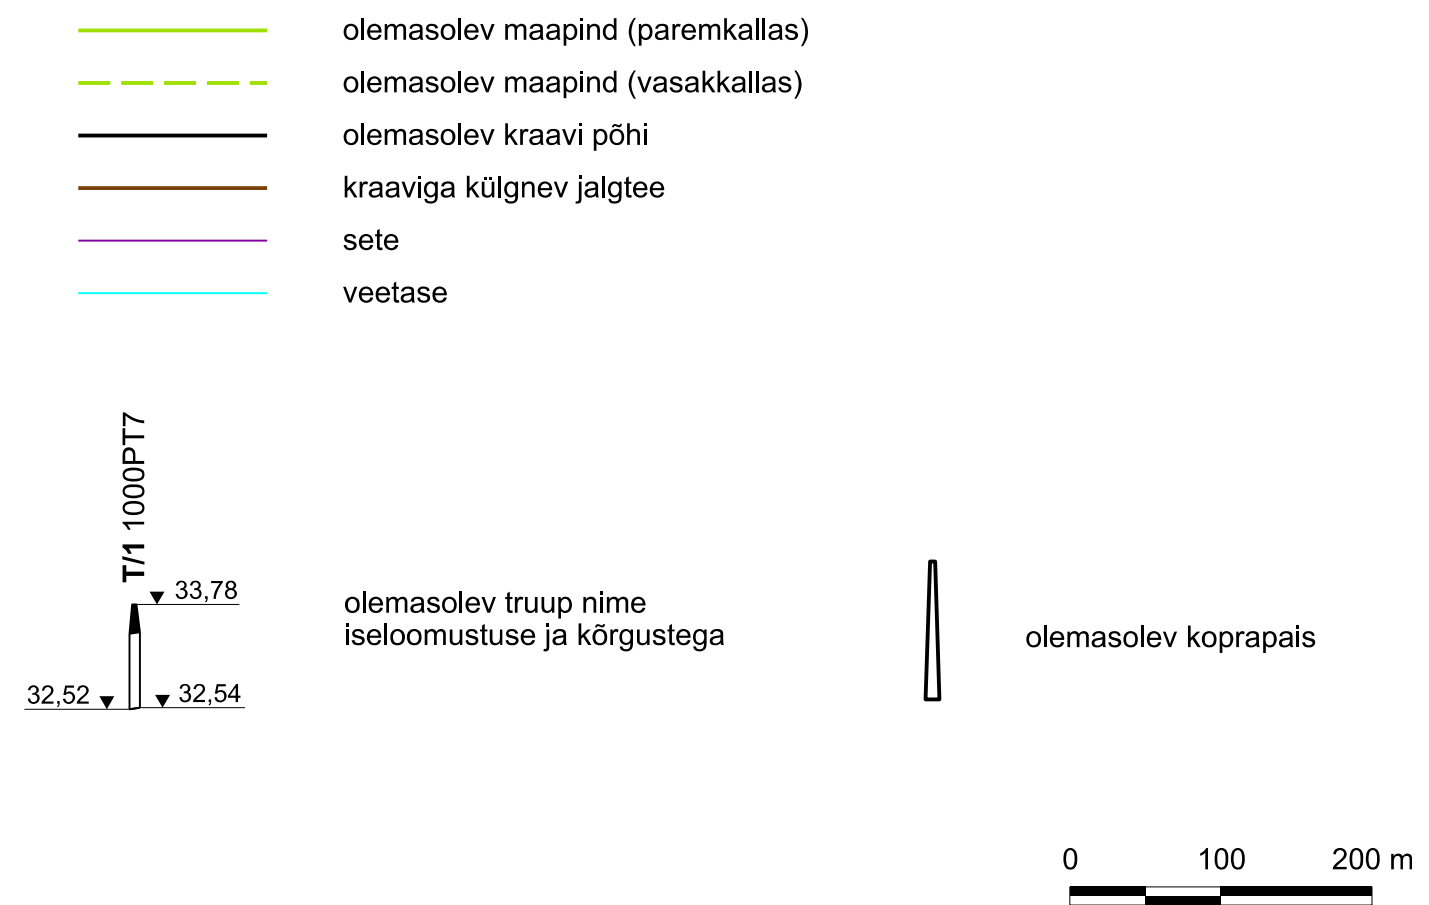 olemasolev maapind (paremkallas)
olemasolev maapind (vasakkallas)
olemasolev kraavi põhi
kraaviga külgnev jalgtee
sete
veetase
T/1 1000PT7
33,78
32,52
32,54
olemasolev truup nime
iseloomustuse ja kõrgustega
olemasolev koprapais
0 100 200 m